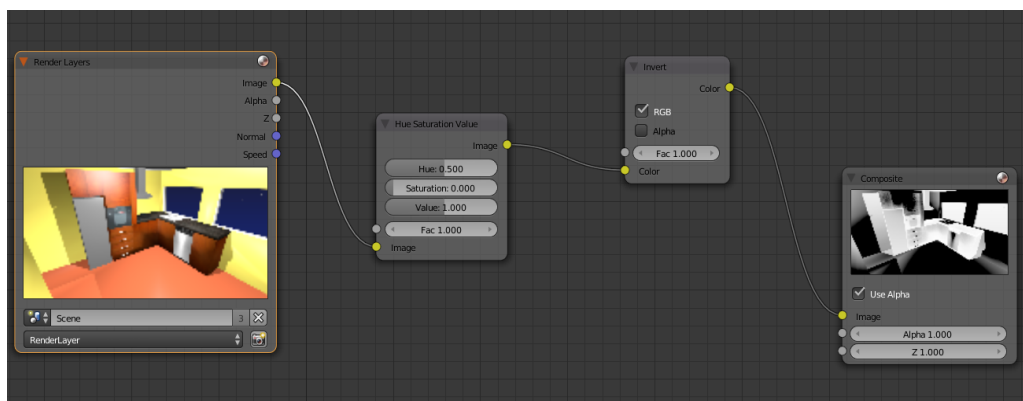 Render Layers
Image
Alpha
Z
Normal
Speed
Scene
3
RenderLayer
Hue Saturation Value
Image
Hue: 0.500
Saturation: 0.000
Value: 1.000
Fac 1.000
Image
Invert
Color
RGB
Alpha
Fac 1.000
Color
Composite
Use Alpha
Image
Alpha 1.000
Z 1.000